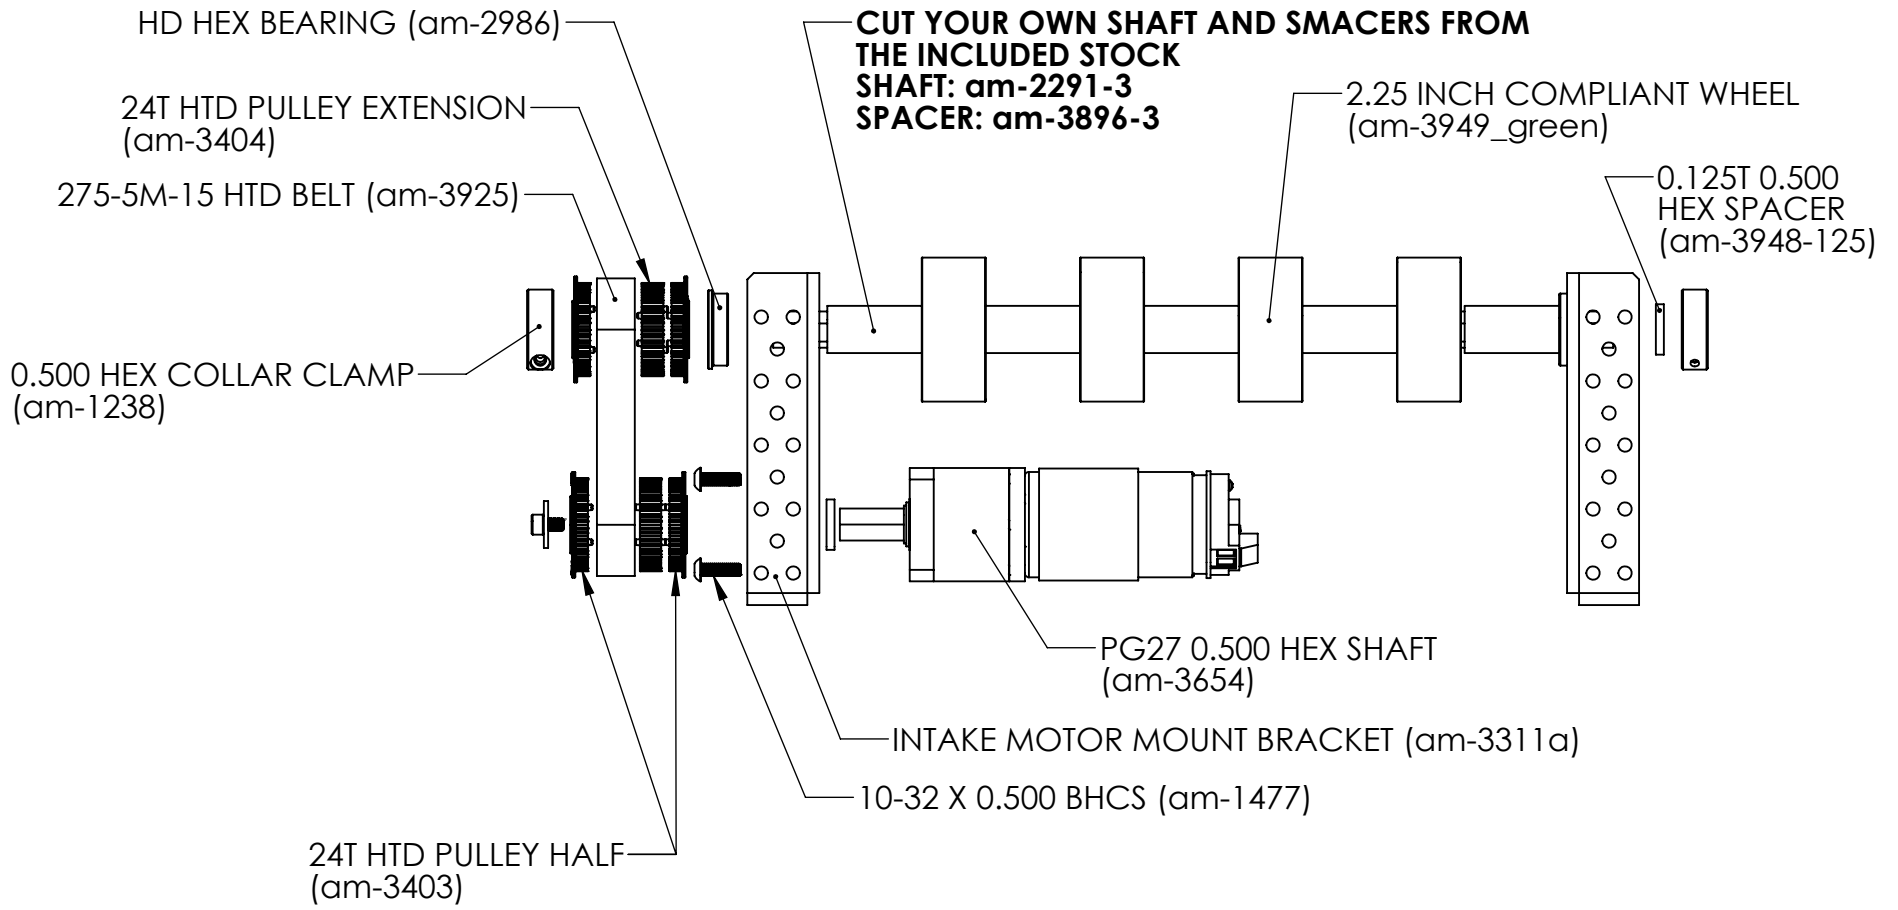 HD HEX BEARING (am-2986)
CUT YOUR OWN SHAFT AND SMACERS FROM
THE INCLUDED STOCK
SHAFT: am-2291-3
SPACER: am-3896-3
24T HTD PULLEY EXTENSION
(am-3404)
2.25 INCH COMPLIANT WHEEL
(am-3949_green)
275-5M-15 HTD BELT (am-3925)
0.125T 0.500
HEX SPACER
(am-3948-125)
0.500 HEX COLLAR CLAMP
(am-1238)
PG27 0.500 HEX SHAFT
(am-3654)
INTAKE MOTOR MOUNT BRACKET (am-3311a)
10-32 X 0.500 BHCS (am-1477)
24T HTD PULLEY HALF
(am-3403)